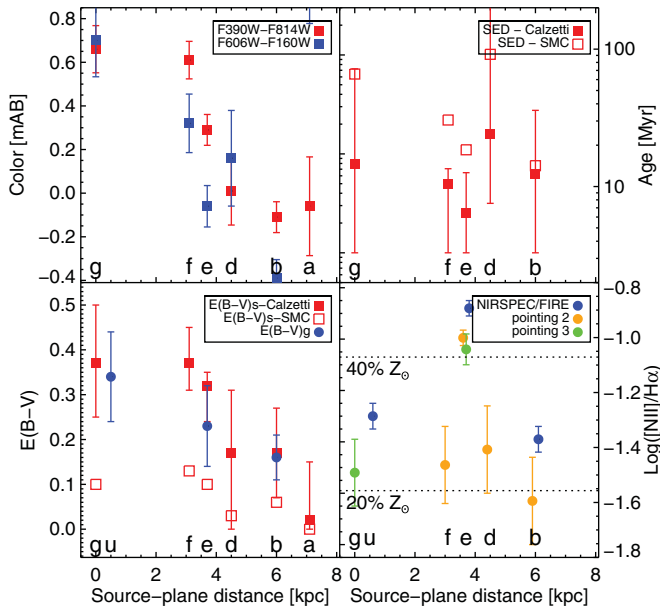 F390W−F814W
F606W−F160W
Color [mAB]
0.8
0.6
0.4
0.2
0.0
−0.2
−0.4
g f e d b a
SED − Calzetti
SED − SMC
Age [Myr]
100
10
g f e d b
E(B−V)s−Calzetti
E(B−V)s−SMC
E(B−V)g
E(B−V)
0.5
0.4
0.3
0.2
0.1
0.0
g u f e d b a
0 2 4 6 8
Source−plane distance [kpc]
NIRSPEC/FIRE
pointing 2
pointing 3
40% Z⊙
20% Z⊙
Log([NII]/Hα)
−0.8
−1.0
−1.2
−1.4
−1.6
−1.8
g u f e d b
0 2 4 6 8
Source−plane distance [kpc]